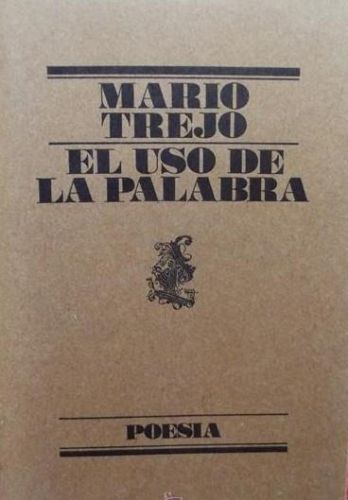 MARIO
TREJO
EL USO DE
LA PALABRA
POESIA